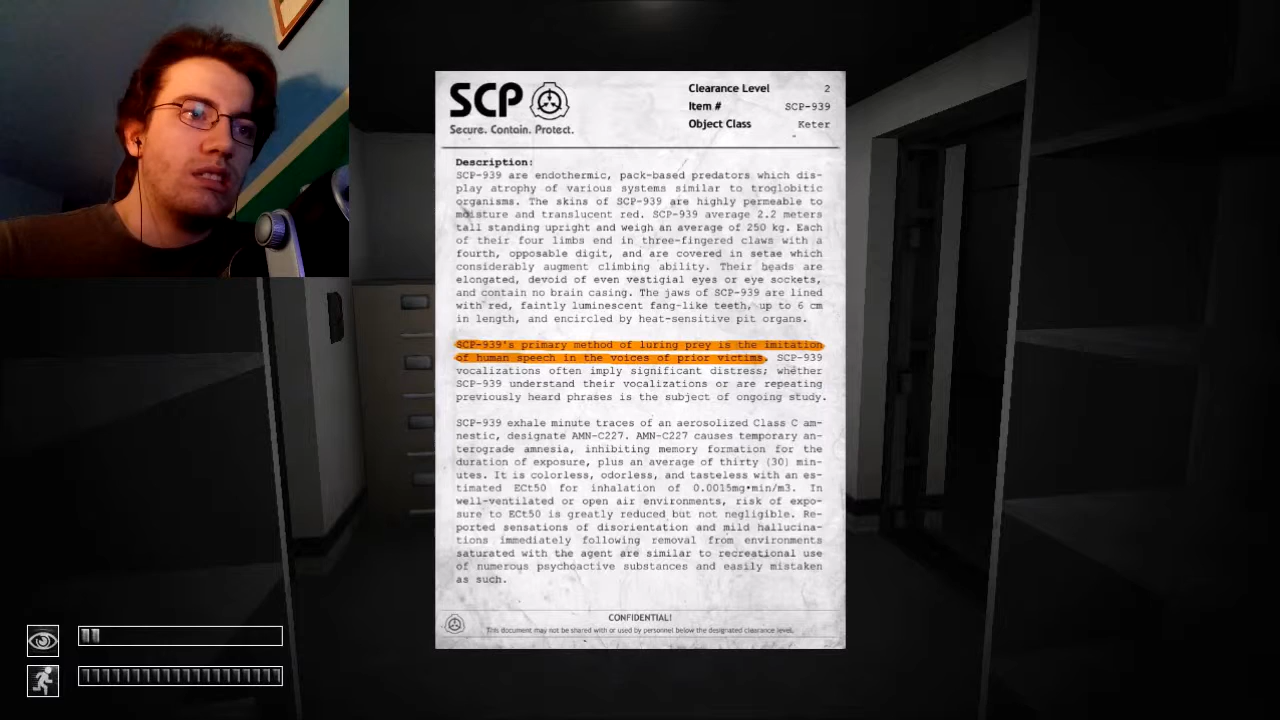 SCP
Secure. Contain. Protect.
Clearance Level 2
Item # SCP-939
Object Class Keter
Description:
SCP-939 are endothermic, pack-based predators which dis-
play atrophy of various systems similar to troglobitic
organisms. The skins of SCP-939 are highly permeable to
moisture and translucent red. SCP-939 average 2.2 meters
tall standing upright and weigh an average of 250 kg. Each
of their four limbs end in three-fingered claws with a
fourth, opposable digit, and are covered in setae which
considerably augment climbing ability. Their heads are
elongated, devoid of even vestigial eyes or eye sockets,
and contain no brain casing. The jaws of SCP-939 are lined
with red, faintly luminescent fang-like teeth, up to 6 cm
in length, and encircled by heat-sensitive pit organs.
SCP-939's primary method of luring prey is the imitation
of human speech in the voices of prior victims. SCP-939
vocalizations often imply significant distress; whether
SCP-939 understand their vocalizations or are repeating
previously heard phrases is the subject of ongoing study.
SCP-939 exhale minute traces of an aerosolized Class C am-
nestic, designate AMN-C227. AMN-C227 causes temporary an-
terograde amnesia, inhibiting memory formation for the
duration of exposure, plus an average of thirty (30) min-
utes. It is colorless, odorless, and tasteless with an es-
timated ECt50 for inhalation of 0.0015mg•min/m3. In
well-ventilated or open air environments, risk of expo-
sure to ECt50 is greatly reduced but not negligible. Re-
ported sensations of disorientation and mild hallucina-
tions immediately following removal from environments
saturated with the agent are similar to recreational use
of numerous psychoactive substances and easily mistaken
as such.
CONFIDENTIAL!
This document may not be shared with or used by personnel below the designated clearance level.